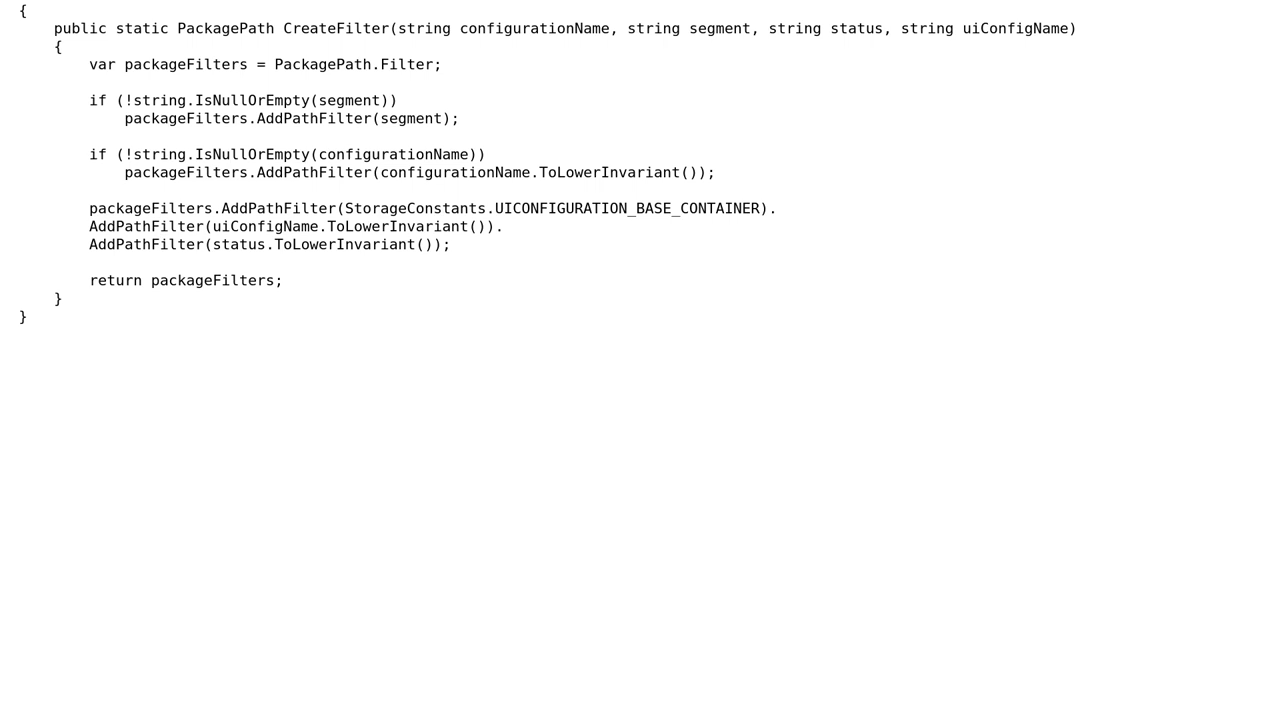 {
    public static PackagePath CreateFilter(string configurationName, string segment, string status, string uiConfigName)
    {
        var packageFilters = PackagePath.Filter;

        if (!string.IsNullOrEmpty(segment))
            packageFilters.AddPathFilter(segment);

        if (!string.IsNullOrEmpty(configurationName))
            packageFilters.AddPathFilter(configurationName.ToLowerInvariant());

        packageFilters.AddPathFilter(StorageConstants.UICONFIGURATION_BASE_CONTAINER).
        AddPathFilter(uiConfigName.ToLowerInvariant()).
        AddPathFilter(status.ToLowerInvariant());

        return packageFilters;
    }
}